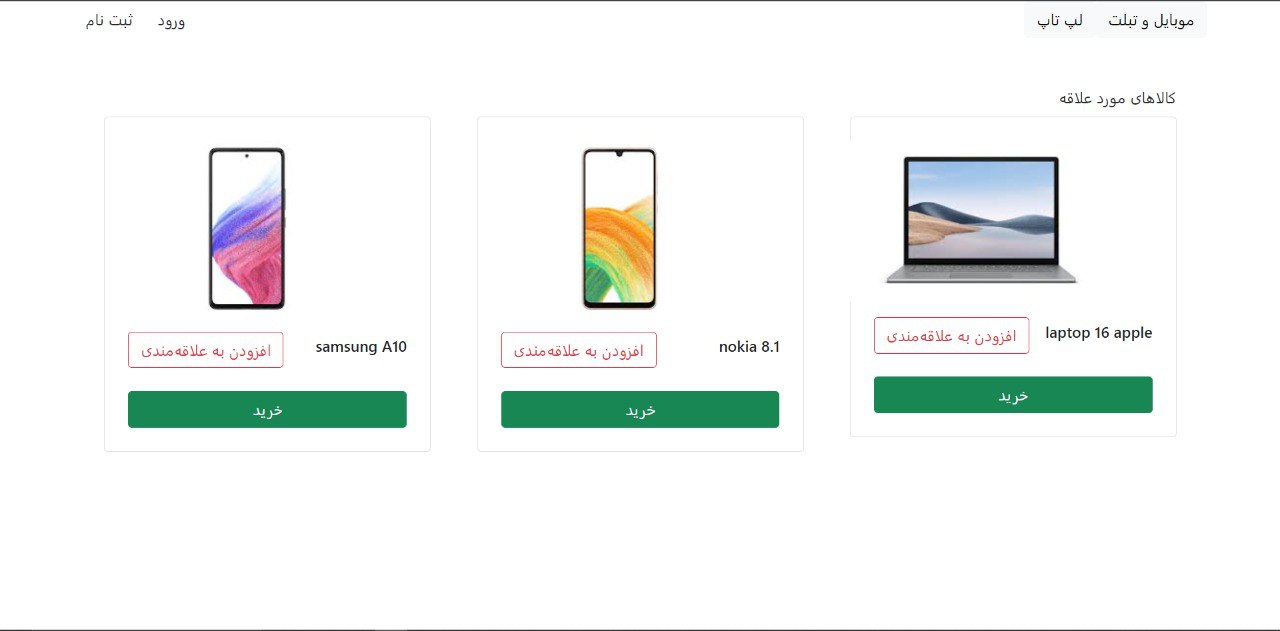 موبایل و تبلت
لپ تاپ
ورود
ثبت نام
کالاهای مورد علاقه
laptop 16 apple
افزودن به علاقه‌مندی
خرید
nokia 8.1
افزودن به علاقه‌مندی
خرید
samsung A10
افزودن به علاقه‌مندی
خرید